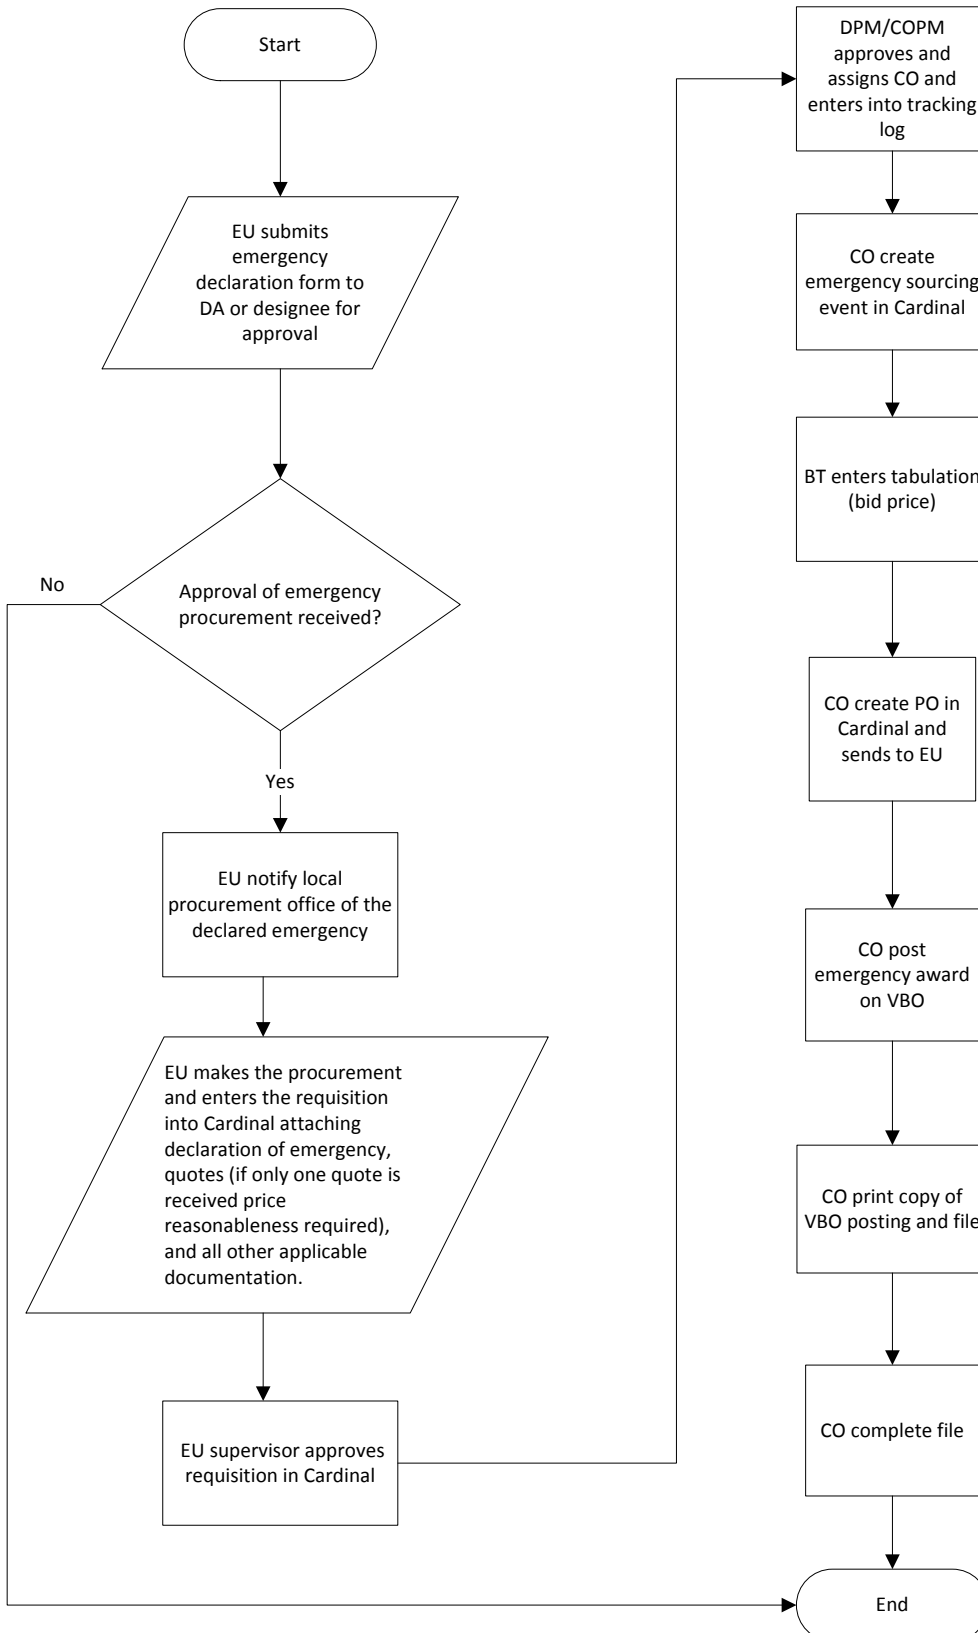 Start
EU submits
emergency
declaration form to
DA or designee for
approval
Approval of emergency
procurement received?
No
Yes
EU notify local
procurement office of the
declared emergency
EU makes the procurement
and enters the requisition
into Cardinal attaching
declaration of emergency,
quotes (if only one quote is
received price
reasonableness required),
and all other applicable
documentation.
EU supervisor approves
requisition in Cardinal
DPM/COPM
approves and
assigns CO and
enters into tracking
log
CO create
emergency sourcing
event in Cardinal
BT enters tabulation
(bid price)
CO create PO in
Cardinal and
sends to EU
CO post
emergency award
on VBO
CO print copy of
VBO posting and file
CO complete file
End